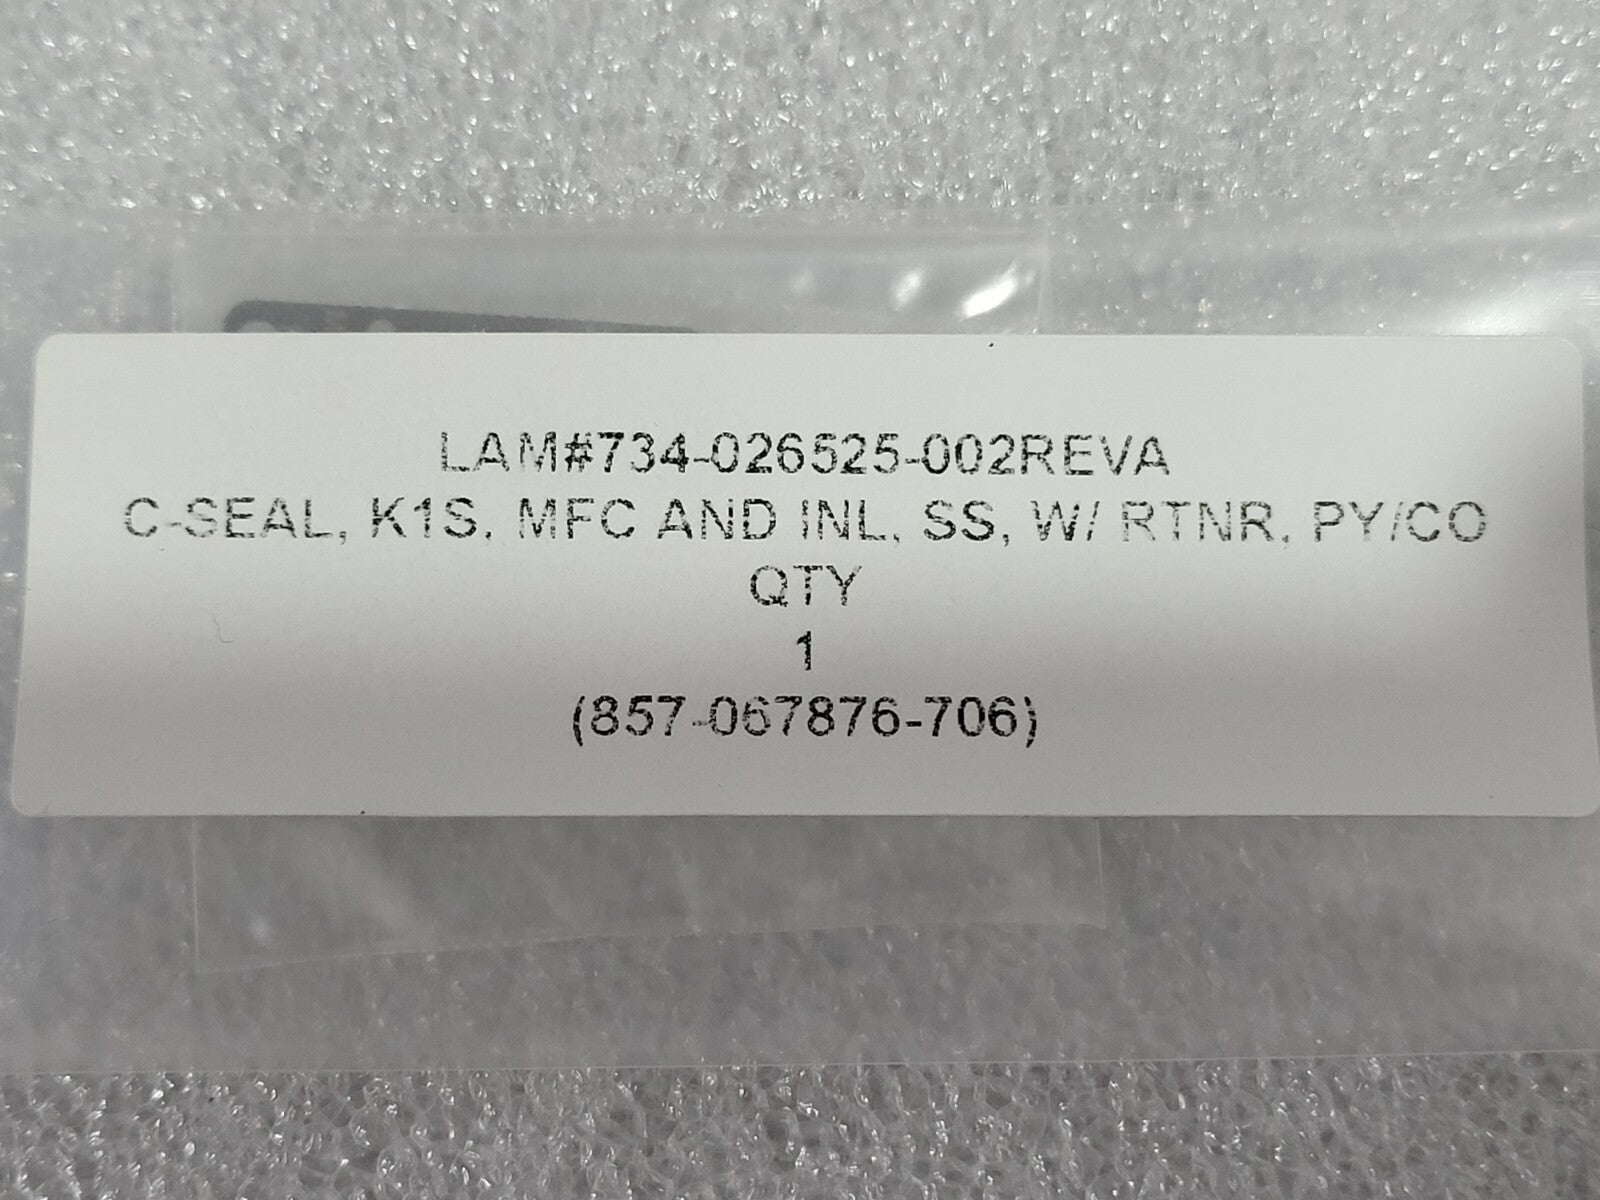 LAM#734-026525-002REVA
C-SEAL, K1S, MFC AND INL, SS, W/ RTNR, PY/CO
QTY
1
(857-067876-706)